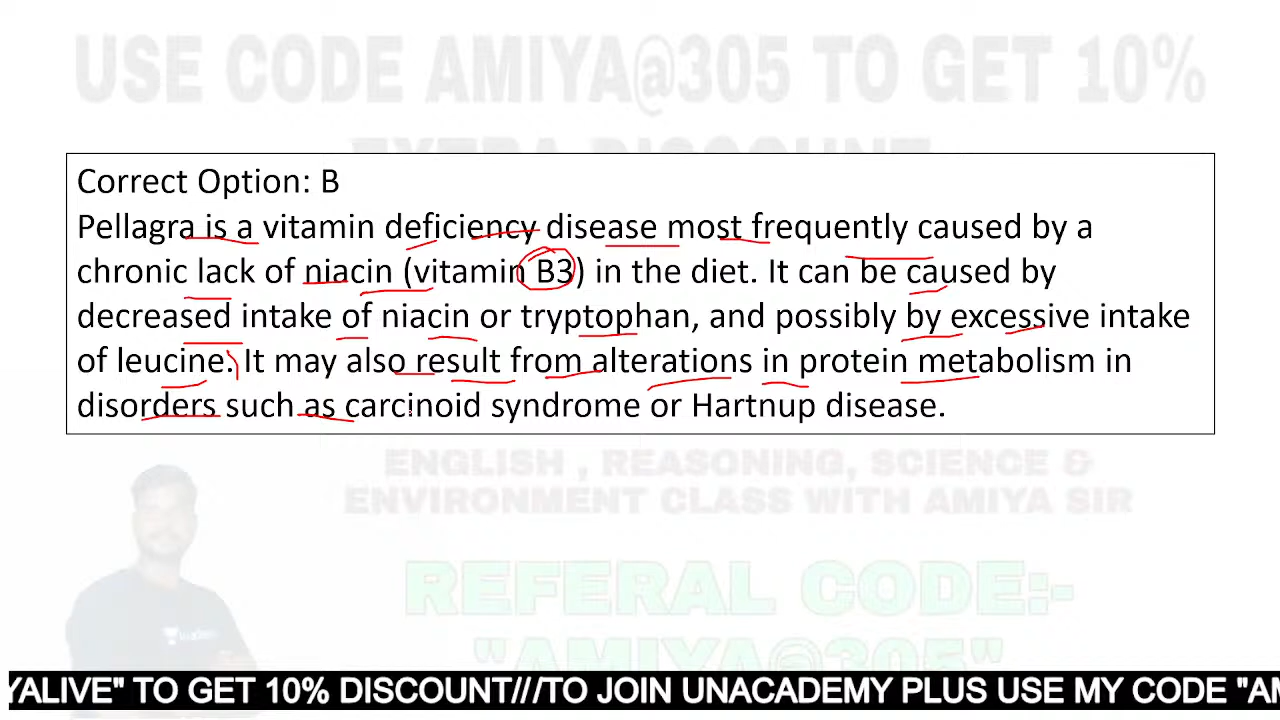 USE CODE AMIYA@305 TO GET 10%
EXTRA DISCOUNT
Correct Option: B
Pellagra is a vitamin deficiency disease most frequently caused by a
chronic lack of niacin (vitamin B3) in the diet. It can be caused by
decreased intake of niacin or tryptophan, and possibly by excessive intake
of leucine. It may also result from alterations in protein metabolism in
disorders such as carcinoid syndrome or Hartnup disease.
ENGLISH , REASONING, SCIENCE &
ENVIRONMENT CLASS WITH AMIYA SIR
REFERAL CODE:-
"AMIYA@305"
YALIVE" TO GET 10% DISCOUNT///TO JOIN UNACADEMY PLUS USE MY CODE "AM